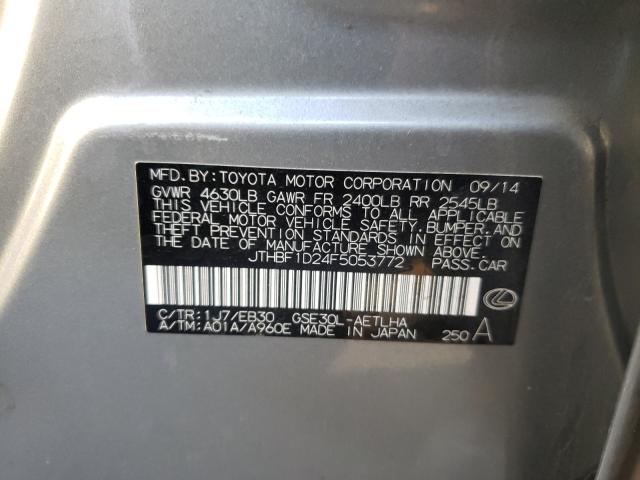 MFD. BY: TOYOTA MOTOR CORPORATION 09/14
GVWR 4630LB GAWR FR 2400LB RR 2545LB
THIS VEHICLE CONFORMS TO ALL APPLICABLE
FEDERAL MOTOR VEHICLE SAFETY, BUMPER, AND
THEFT PREVENTION STANDARDS IN EFFECT ON
THE DATE OF MANUFACTURE SHOWN ABOVE.
JTHBF1D24F5053772 PASS. CAR
C/TR: 1J7/EB30 GSE30L-AETLHA
A/TM: A01A/A960E MADE IN JAPAN 250 A